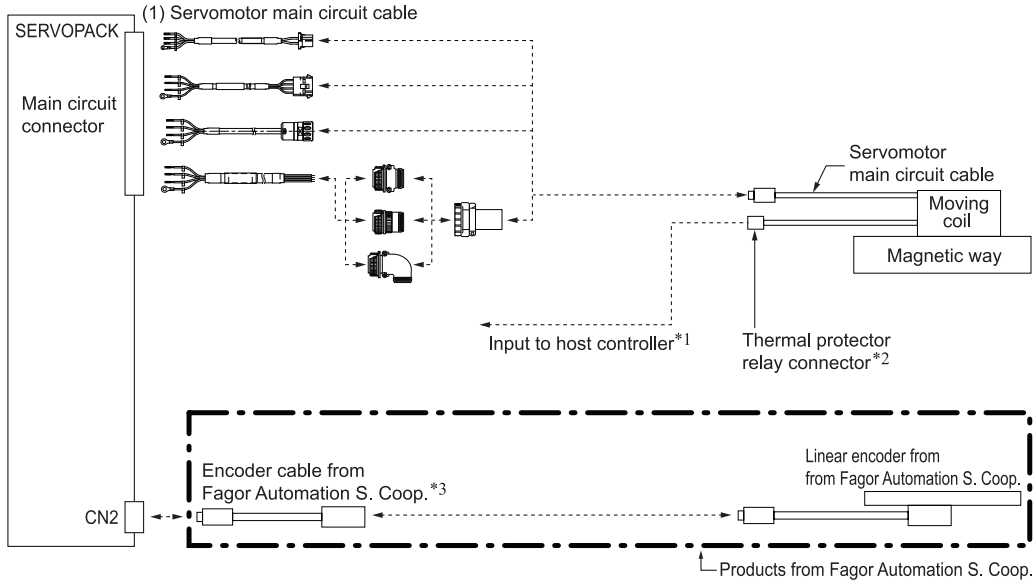 (1) Servomotor main circuit cable
SERVOPACK
Main circuit
connector
Servomotor
main circuit cable
Moving
coil
Magnetic way
Input to host controller*1
Thermal protector
relay connector*2
Encoder cable from
Fagor Automation S. Coop.*3
Linear encoder from
from Fagor Automation S. Coop.
CN2
Products from Fagor Automation S. Coop.